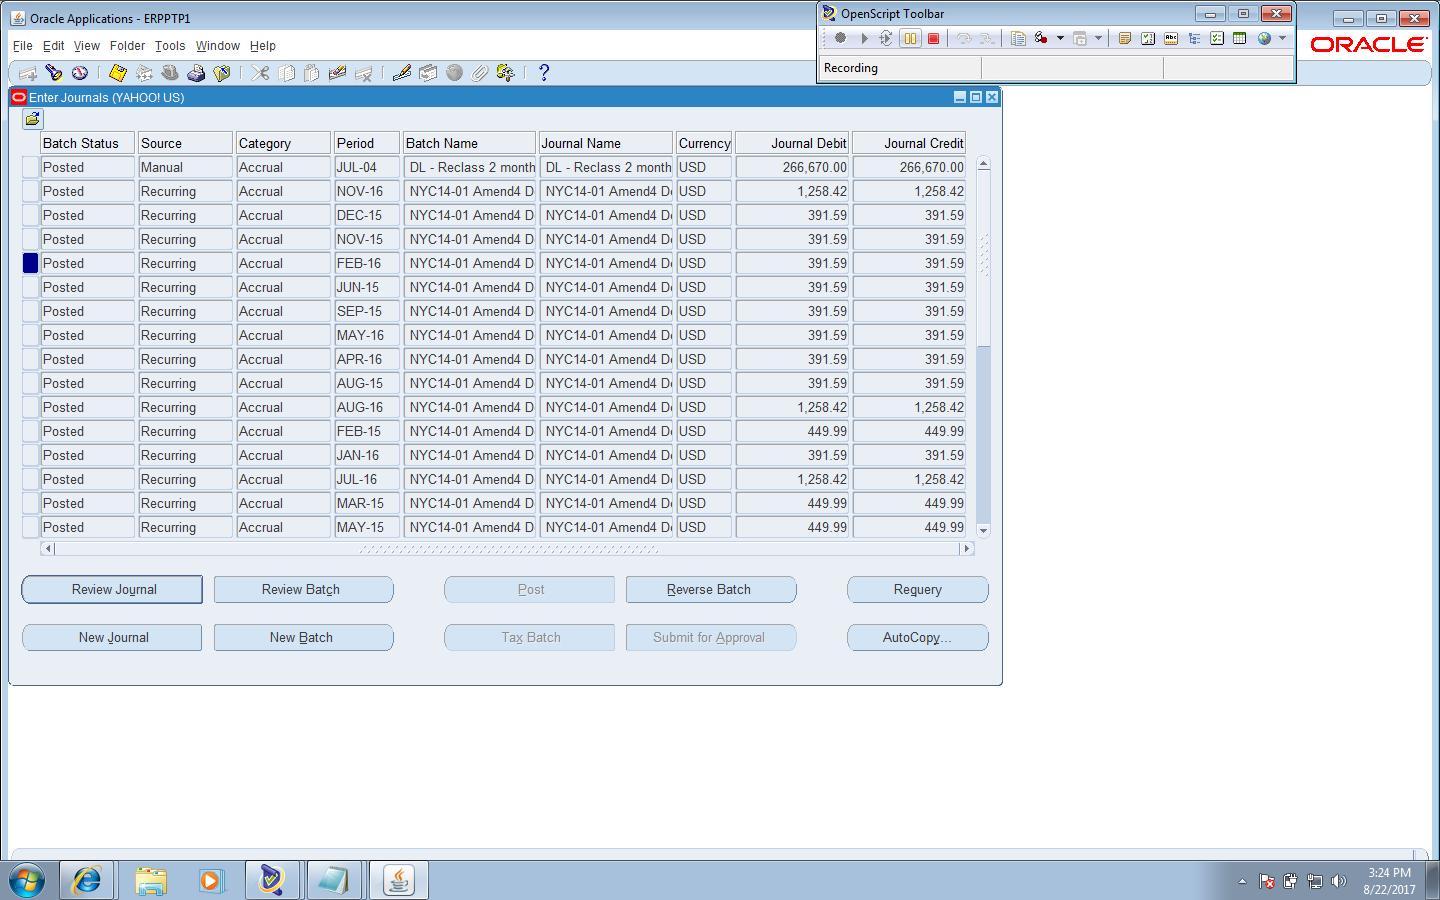 Oracle Applications - ERPPTP1
OpenScript Toolbar
File Edit View Folder Tools Window Help
ORACLE
Recording
Enter Journals (YAHOO! US)
Batch Status Source Category Period Batch Name Journal Name Currency Journal Debit Journal Credit
Posted Manual Accrual JUL-04 DL - Reclass 2 month DL - Reclass 2 month USD 266,670.00 266,670.00
Posted Recurring Accrual NOV-16 NYC14-01 Amend4 D NYC14-01 Amend4 D USD 1,258.42 1,258.42
Posted Recurring Accrual DEC-15 NYC14-01 Amend4 D NYC14-01 Amend4 D USD 391.59 391.59
Posted Recurring Accrual NOV-15 NYC14-01 Amend4 D NYC14-01 Amend4 D USD 391.59 391.59
Posted Recurring Accrual FEB-16 NYC14-01 Amend4 D NYC14-01 Amend4 D USD 391.59 391.59
Posted Recurring Accrual JUN-15 NYC14-01 Amend4 D NYC14-01 Amend4 D USD 391.59 391.59
Posted Recurring Accrual SEP-15 NYC14-01 Amend4 D NYC14-01 Amend4 D USD 391.59 391.59
Posted Recurring Accrual MAY-16 NYC14-01 Amend4 D NYC14-01 Amend4 D USD 391.59 391.59
Posted Recurring Accrual APR-16 NYC14-01 Amend4 D NYC14-01 Amend4 D USD 391.59 391.59
Posted Recurring Accrual AUG-15 NYC14-01 Amend4 D NYC14-01 Amend4 D USD 391.59 391.59
Posted Recurring Accrual AUG-16 NYC14-01 Amend4 D NYC14-01 Amend4 D USD 1,258.42 1,258.42
Posted Recurring Accrual FEB-15 NYC14-01 Amend4 D NYC14-01 Amend4 D USD 449.99 449.99
Posted Recurring Accrual JAN-16 NYC14-01 Amend4 D NYC14-01 Amend4 D USD 391.59 391.59
Posted Recurring Accrual JUL-16 NYC14-01 Amend4 D NYC14-01 Amend4 D USD 1,258.42 1,258.42
Posted Recurring Accrual MAR-15 NYC14-01 Amend4 D NYC14-01 Amend4 D USD 449.99 449.99
Posted Recurring Accrual MAY-15 NYC14-01 Amend4 D NYC14-01 Amend4 D USD 449.99 449.99
Review Journal Review Batch Post Reverse Batch Requery
New Journal New Batch Tax Batch Submit for Approval AutoCopy...
3:24 PM
8/22/2017